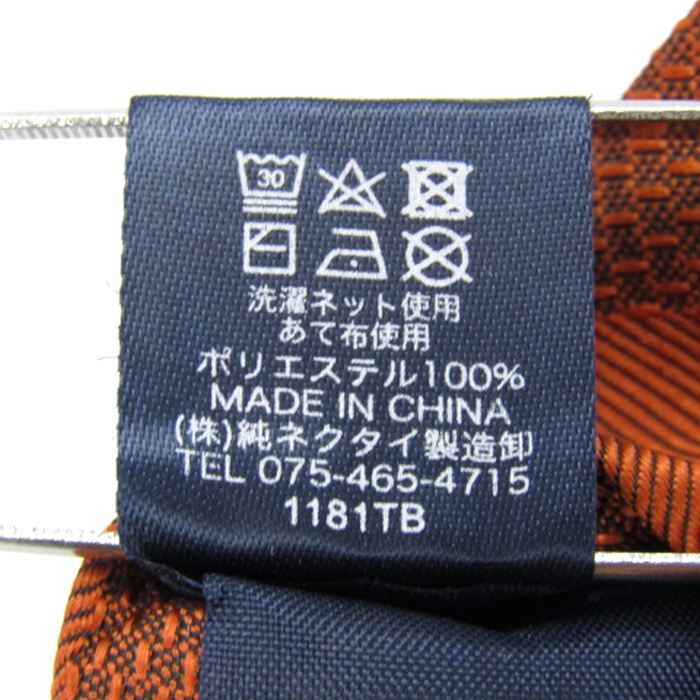 30
洗濯ネット使用
あて布使用
ポリエステル100%
MADE IN CHINA
(株)純ネクタイ製造卸
TEL 075-465-4715
1181TB